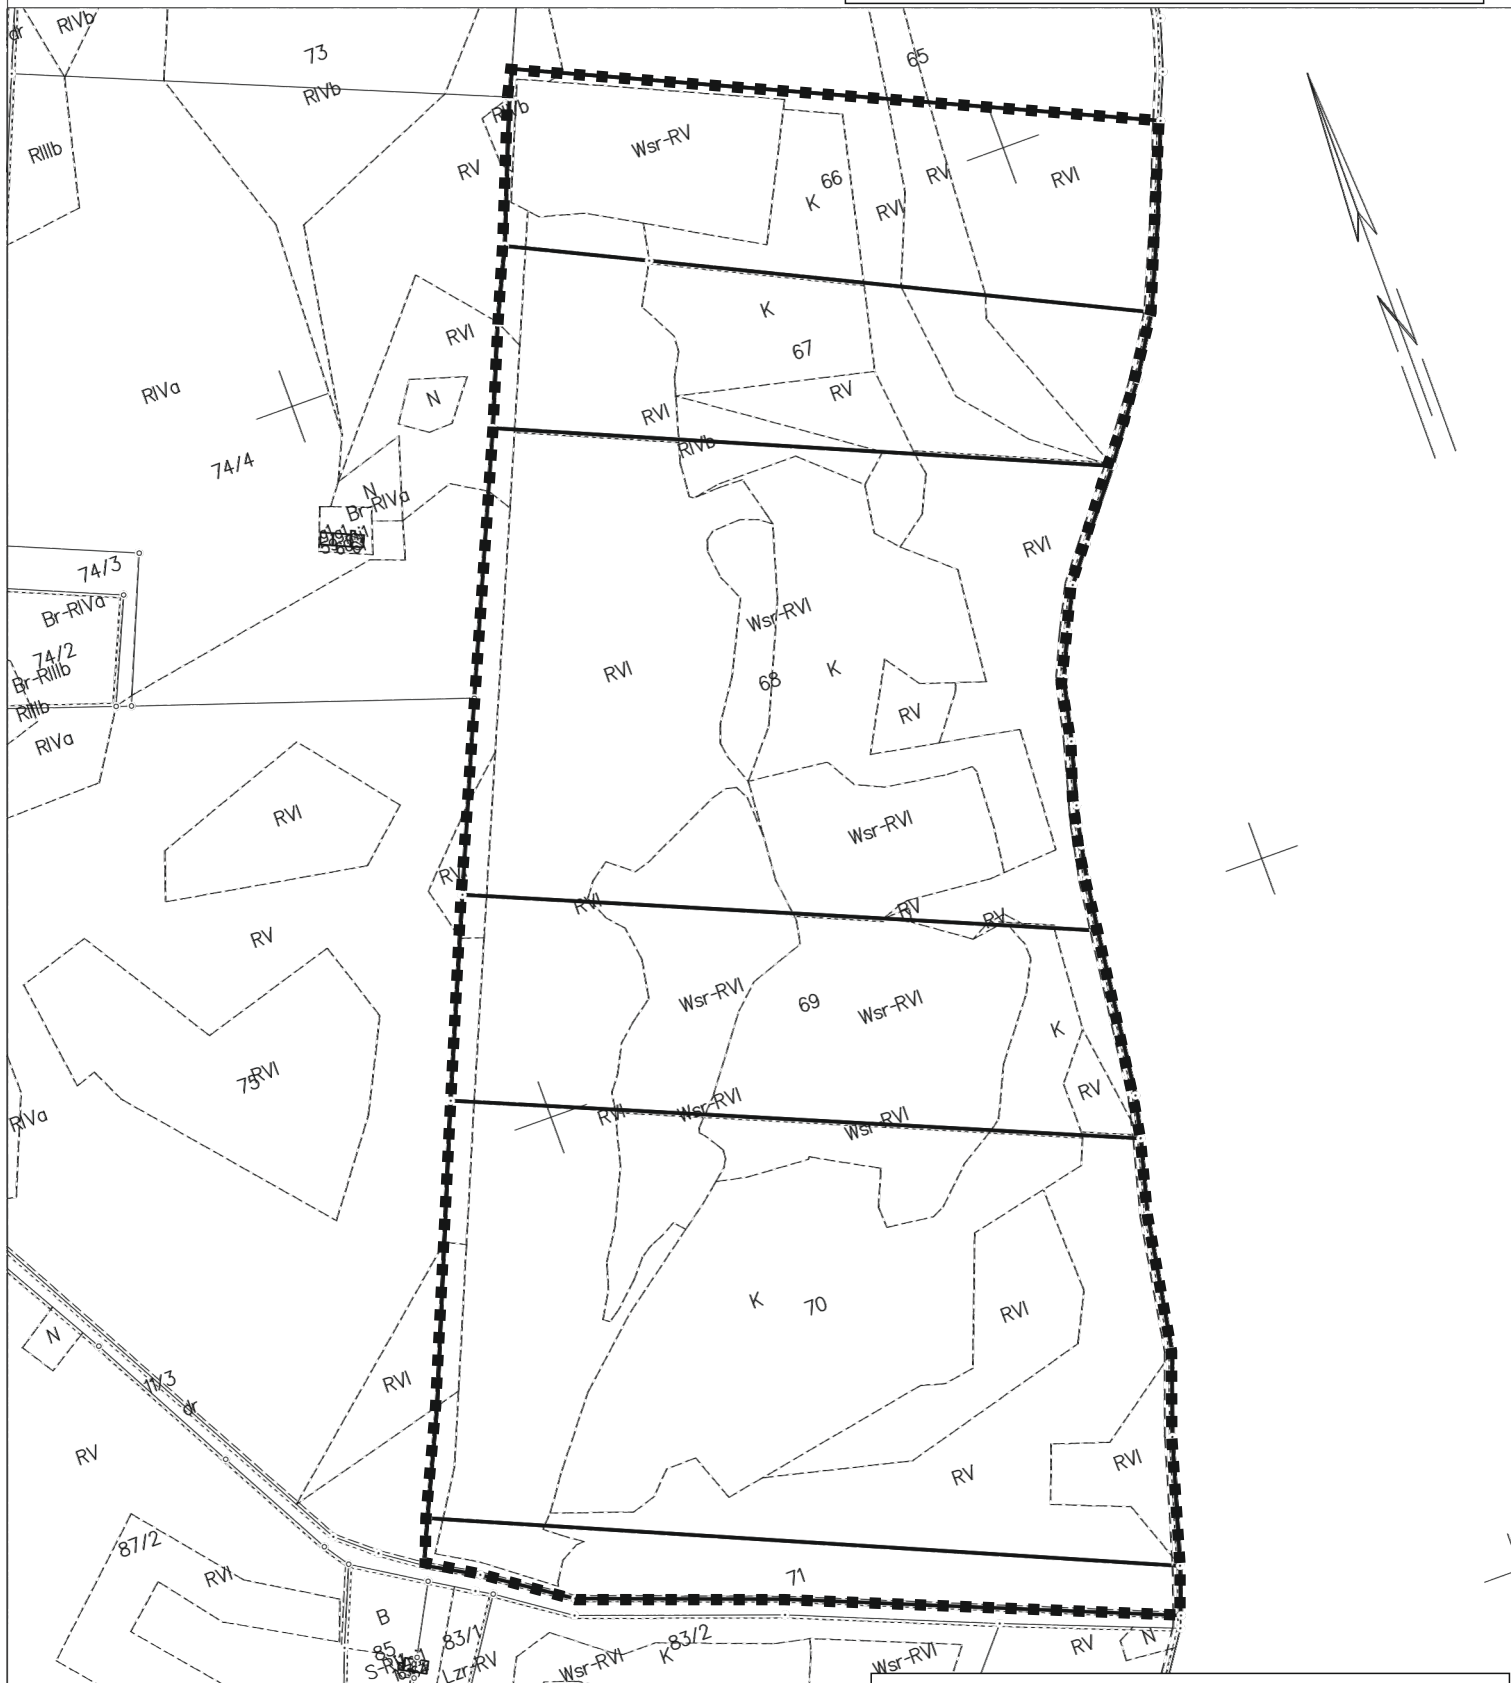 dr
RIVb
73
65
RIVb
RIVb
RIIIb
Wsr-RV
RV
66
K
RV
RVI
RVI
K
RVI
67
RIVa
N
RVI
RV
RIVb
74/4
N
Br-RIVa
RVI
74/3
Br-RIVa
Wsr-RVI
74/2
Br-RIIIb
RVI
68
K
RIIIb
RV
RIVa
RVI
Wsr-RVI
RV
RVI
RV
RV
RV
Wsr-RVI
69
Wsr-RVI
K
75
RVI
RV
RIVa
RVI
Wsr-RVI
Wsr-RVI
K
70
RVI
N
11/3
dr
RVI
RV
RV
RVI
87/2
RVI
71
B
83/1
83/2
RV
N
85
Lzr-RV
Wsr-RVI
K
Wsr-RVI